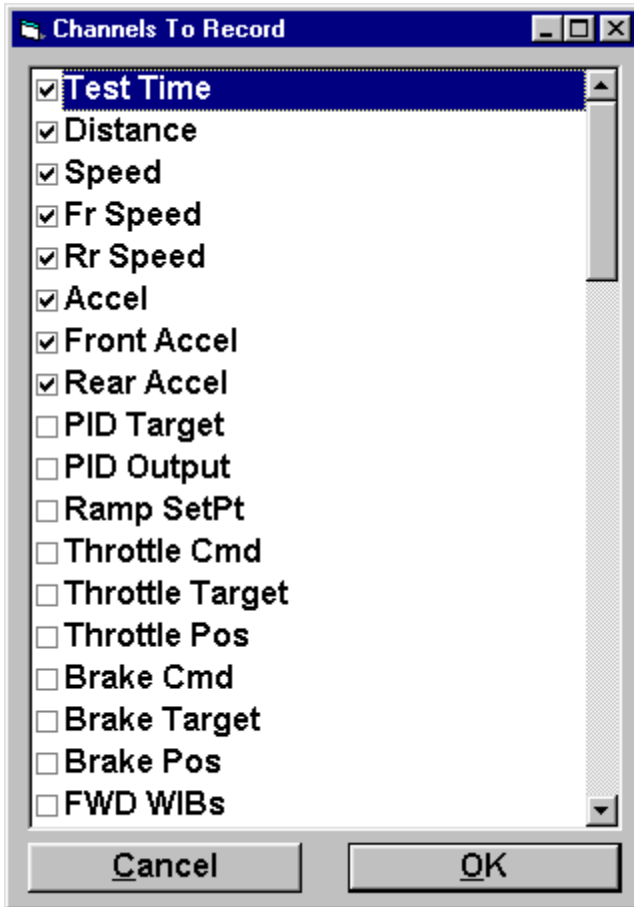 Channels To Record
Test Time
Distance
Speed
Fr Speed
Rr Speed
Accel
Front Accel
Rear Accel
PID Target
PID Output
Ramp SetPt
Throttle Cmd
Throttle Target
Throttle Pos
Brake Cmd
Brake Target
Brake Pos
FWD WIBs
Cancel OK